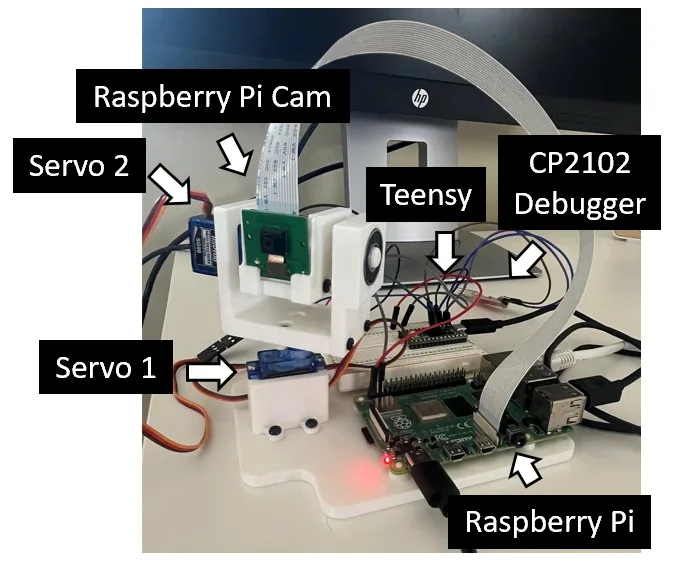 hp
Raspberry Pi Cam
Servo 2
CP2102
Debugger
Teensy
Servo 1
Raspberry Pi